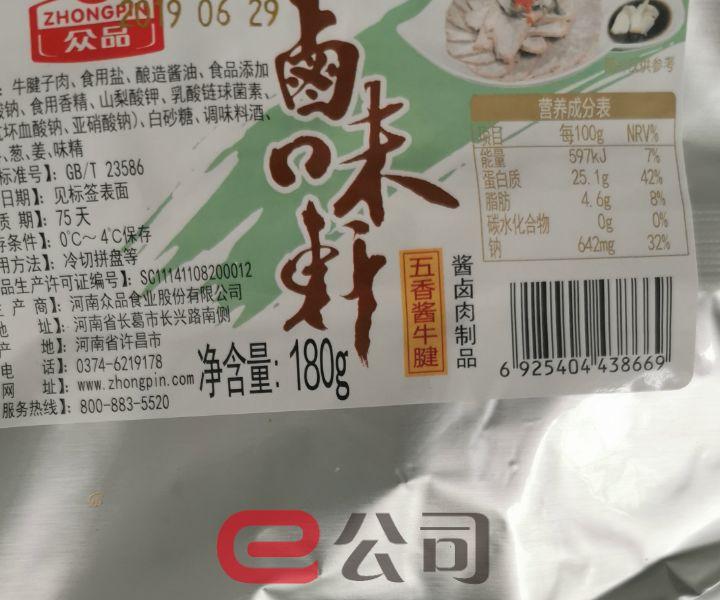 ZHONGPIN
众品
2019 06 29
卤味料
: 牛腱子肉、食用盐、酿造酱油、食品添加
酸钠、食用香精、山梨酸钾、乳酸链球菌素、
坏血酸钠、亚硝酸钠)、白砂糖、调味料酒、
、葱、姜、味精
标准号】: GB/T 23586
日期】: 见标签表面
质 期】: 75天
存条件】: 0℃～4℃保存
用方法】: 冷切拼盘等
品生产许可证编号】: SC11141108200012
生 产 商】: 河南众品食业股份有限公司
地 址】: 河南省长葛市长兴路南侧
产 地】: 河南省许昌市
电 话】: 0374-6219178
网 址】: www.zhongpin.com
服务热线】: 800-883-5520
净含量: 180g
五香酱牛腱
酱卤肉制品
供参考
营养成分表
项目 每100g NRV%
能量 597kJ 7%
蛋白质 25.1g 42%
脂肪 4.6g 8%
碳水化合物 0g 0%
钠 642mg 32%
6 925404 438669
e公司